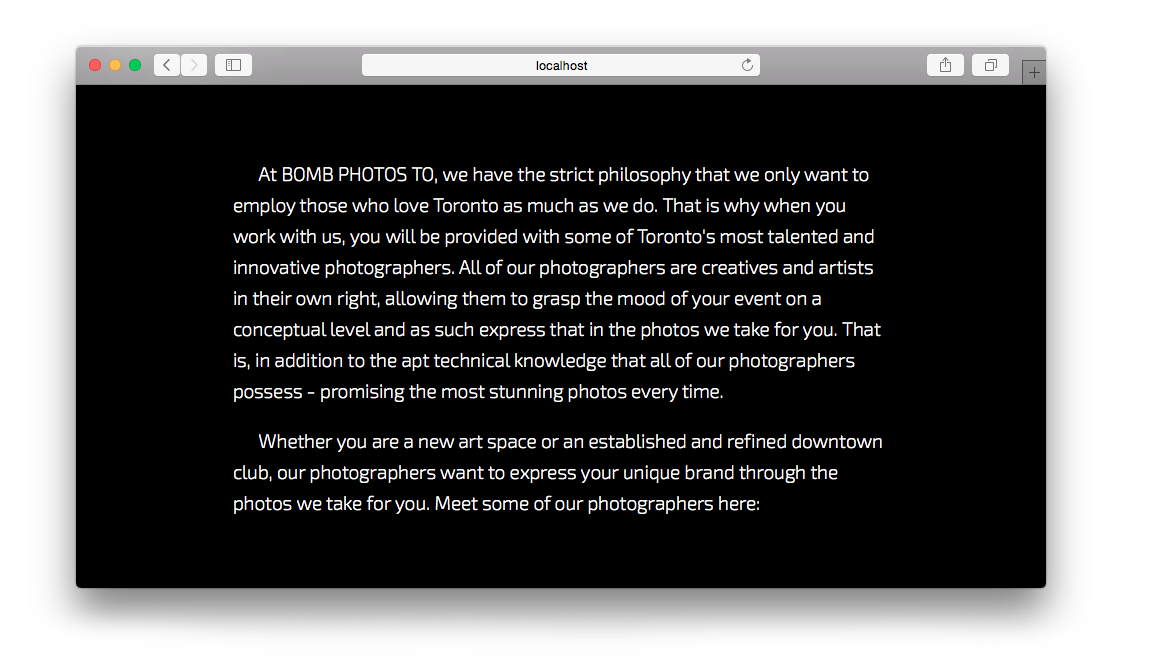 localhost
At BOMB PHOTOS TO, we have the strict philosophy that we only want to
employ those who love Toronto as much as we do. That is why when you
work with us, you will be provided with some of Toronto's most talented and
innovative photographers. All of our photographers are creatives and artists
in their own right, allowing them to grasp the mood of your event on a
conceptual level and as such express that in the photos we take for you. That
is, in addition to the apt technical knowledge that all of our photographers
possess - promising the most stunning photos every time.
Whether you are a new art space or an established and refined downtown
club, our photographers want to express your unique brand through the
photos we take for you. Meet some of our photographers here: